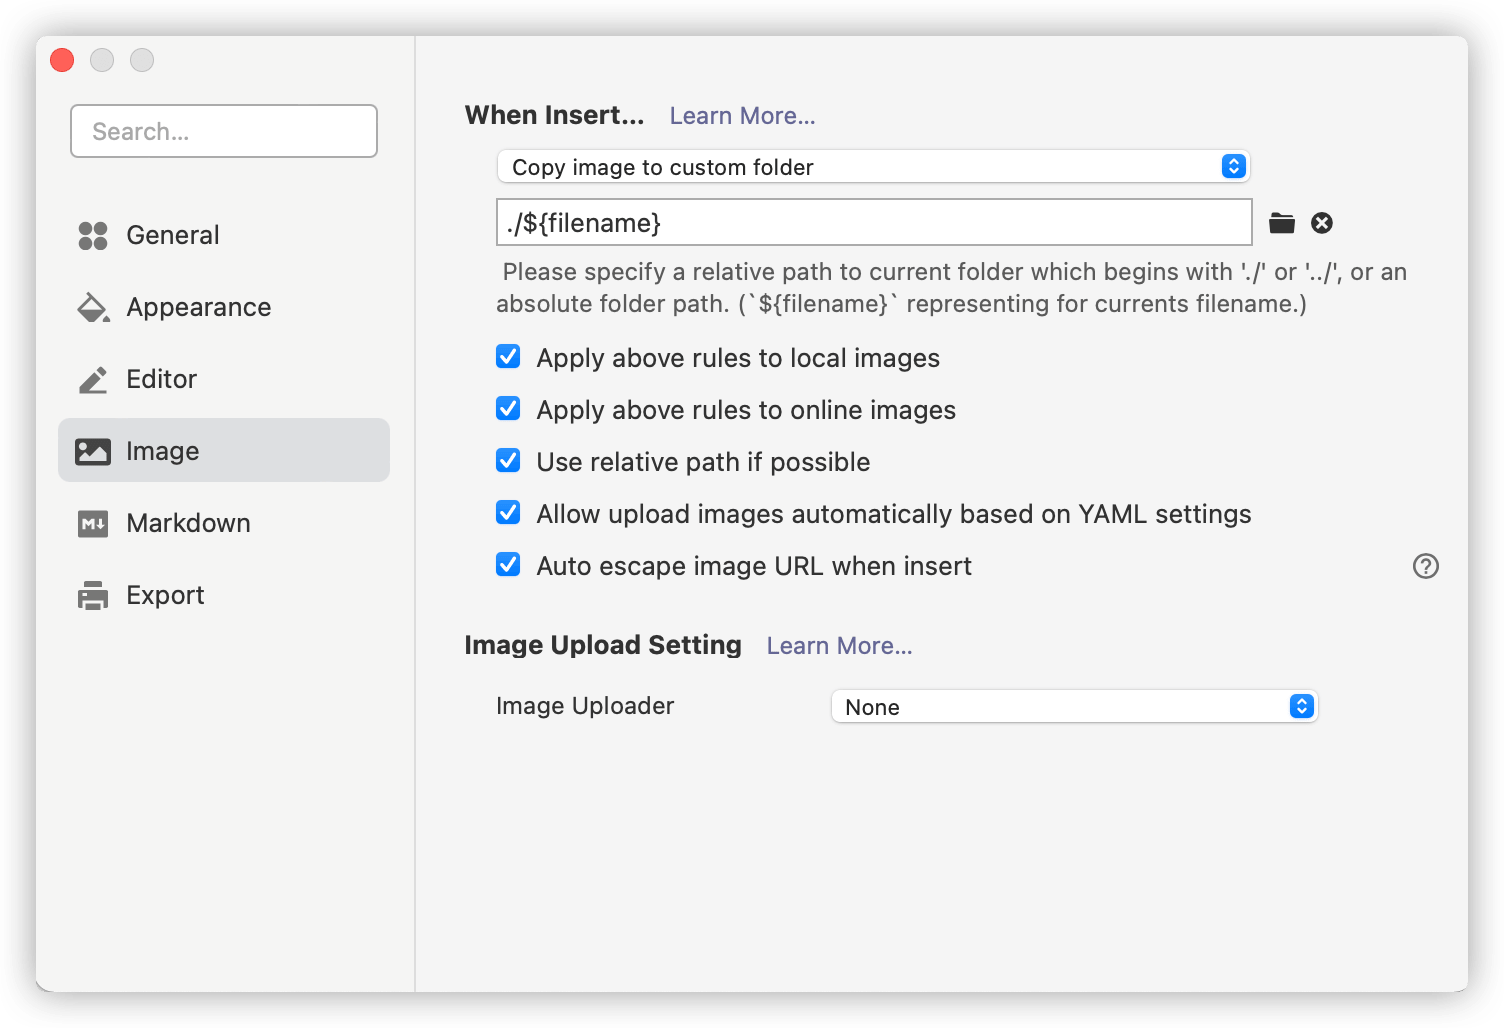 Search...
General
Appearance
Editor
Image
Markdown
Export
When Insert... Learn More...
Copy image to custom folder
./${filename}
Please specify a relative path to current folder which begins with './' or '../', or an
absolute folder path. (`${filename}` representing for currents filename.)
Apply above rules to local images
Apply above rules to online images
Use relative path if possible
Allow upload images automatically based on YAML settings
Auto escape image URL when insert
Image Upload Setting Learn More...
Image Uploader None